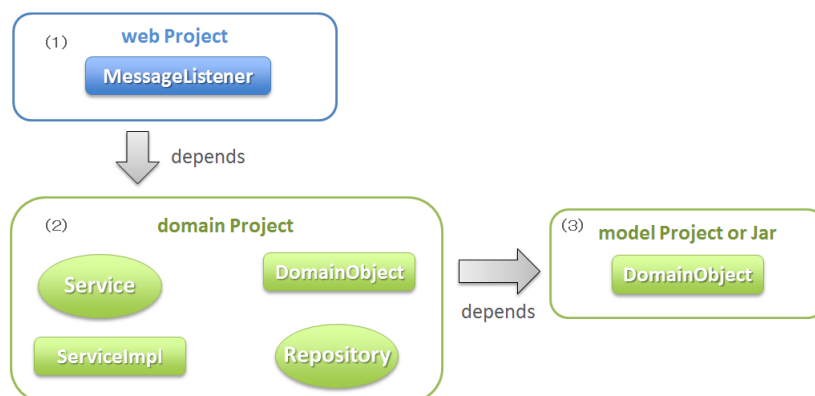 (1)
web Project
MessageListener
depends
(2)
domain Project
Service
DomainObject
ServiceImpl
Repository
depends
(3)
model Project or Jar
DomainObject